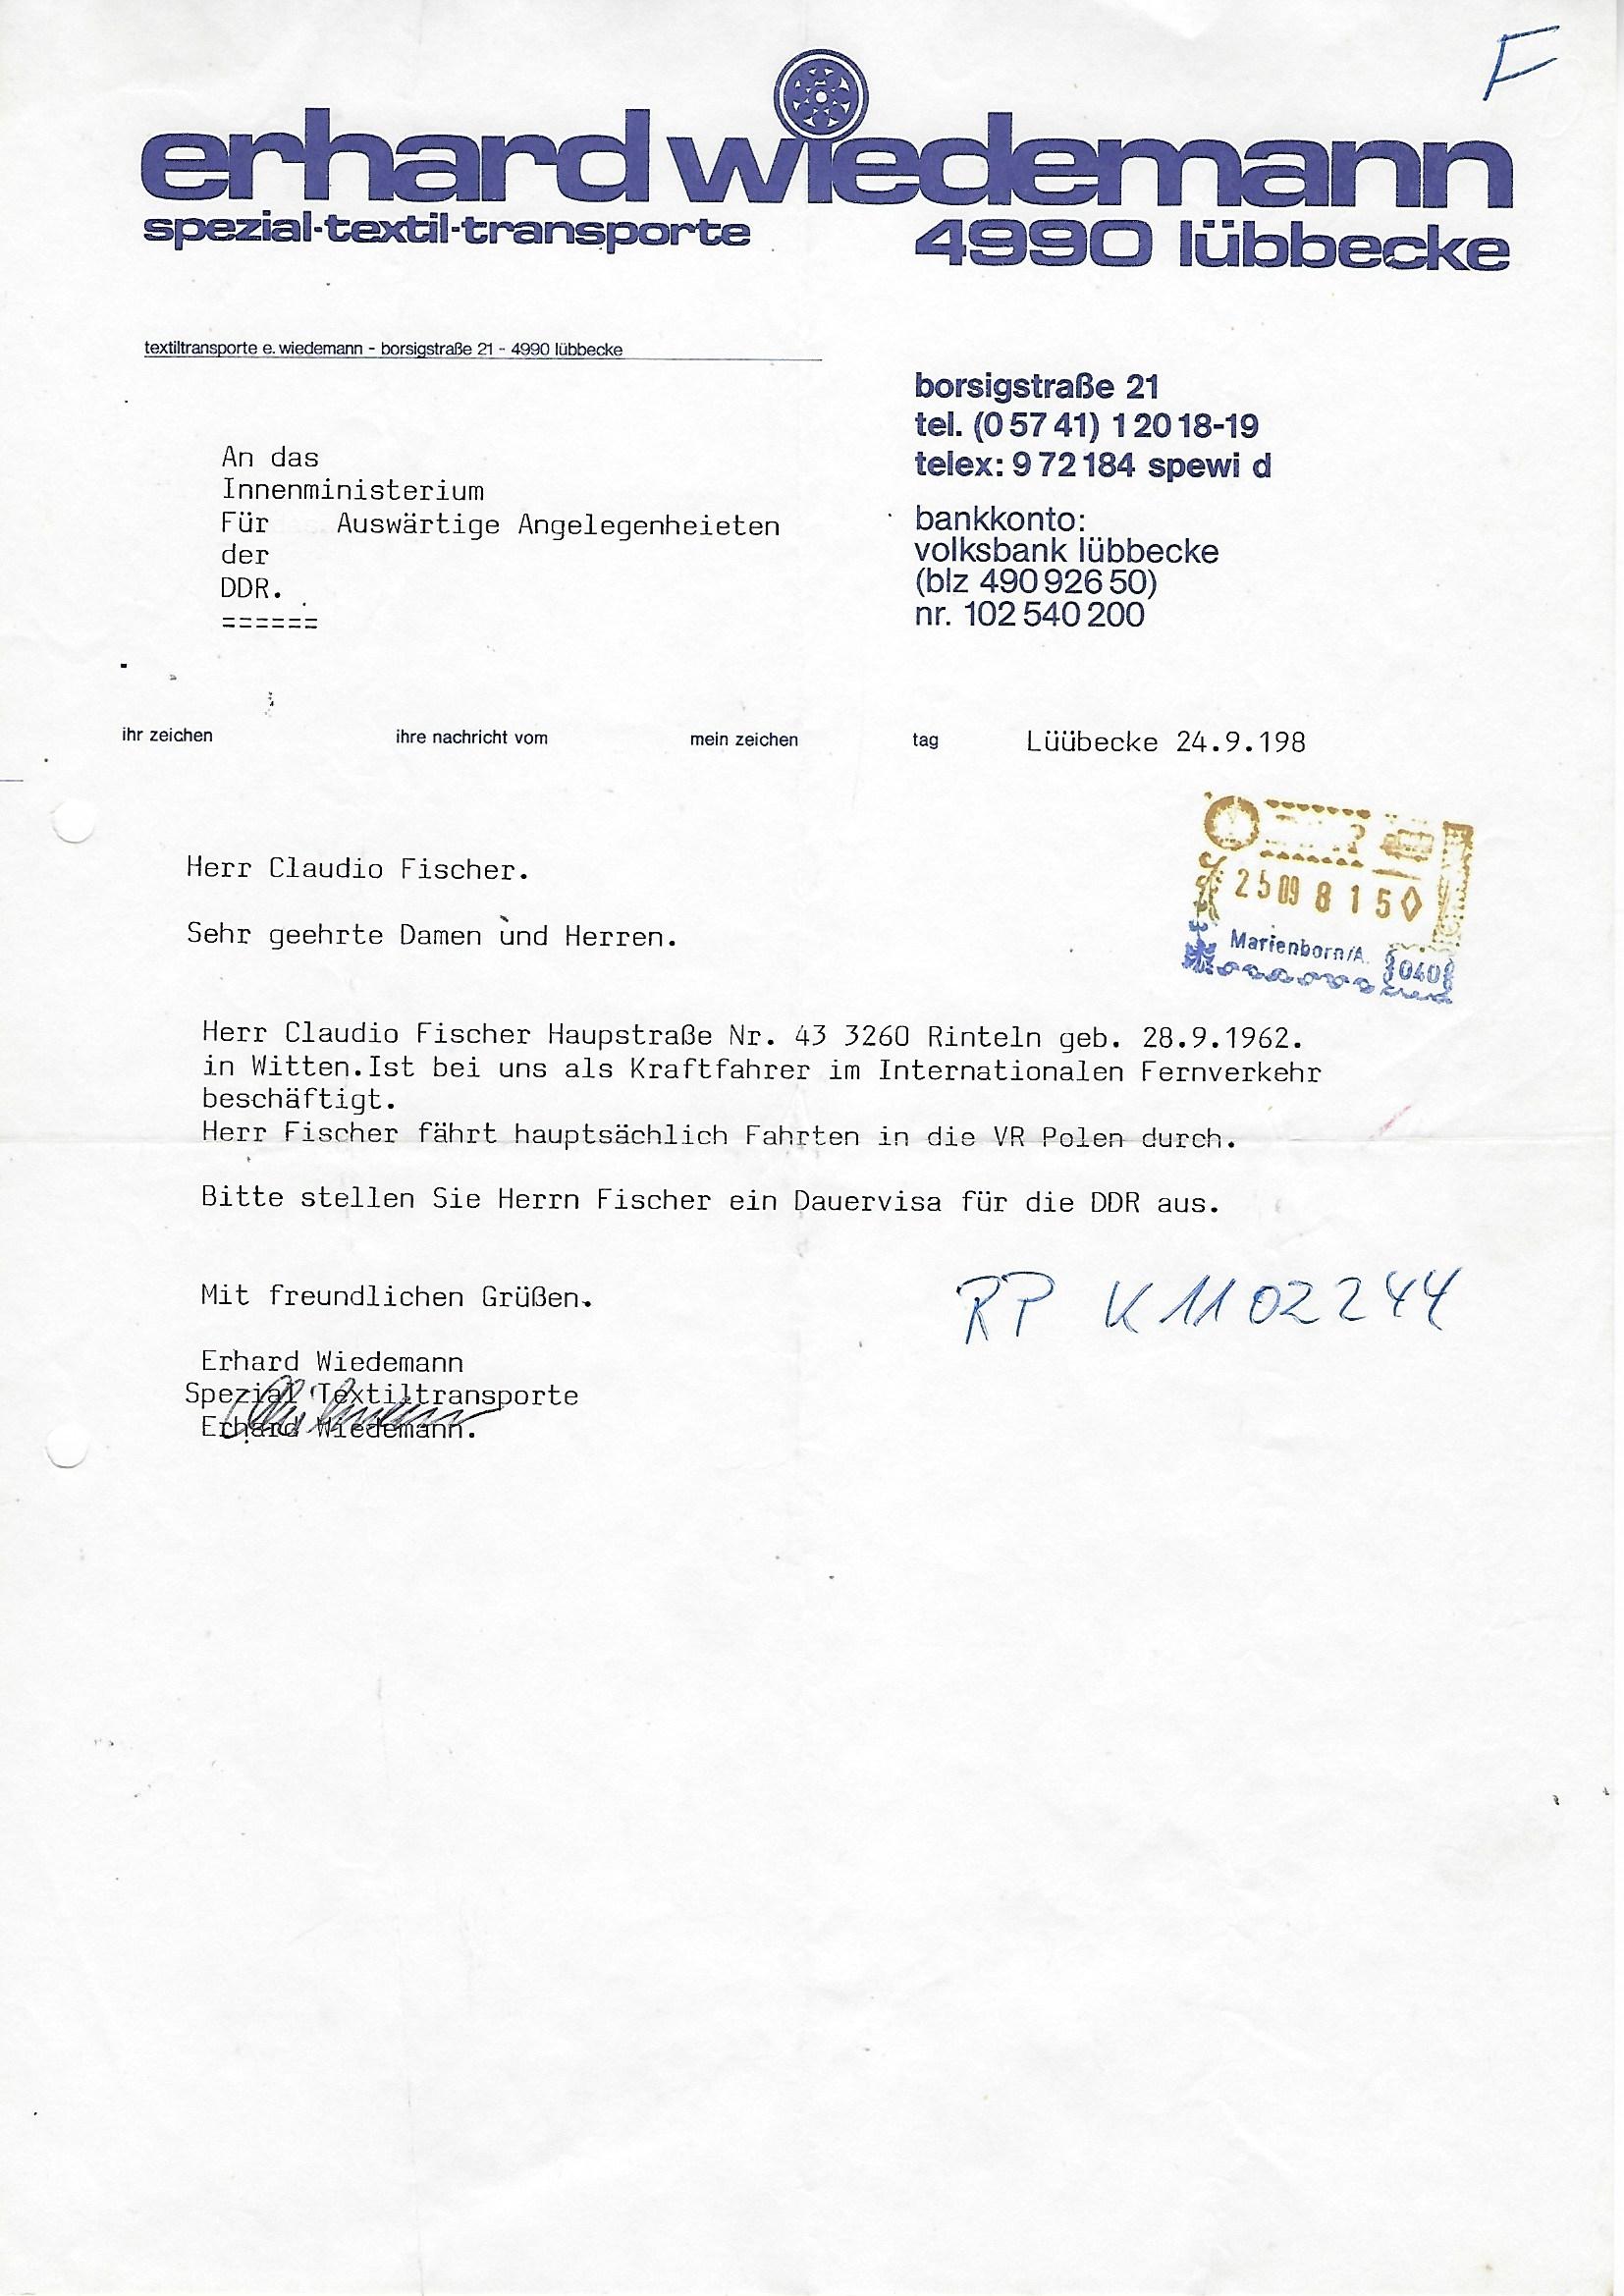 F
erhard wiedemann
spezial-textil-transporte
4990 lübbecke
textiltransporte e. wiedemann - borsigstraße 21 - 4990 lübbecke
borsigstraße 21
tel. (0 57 41) 1 20 18-19
telex: 9 72 184 spewi d
bankkonto:
volksbank lübbecke
(blz 490 926 50)
nr. 102 540 200
An das
Innenministerium
Für Auswärtige Angelegenheieten
der
DDR.
======
ihr zeichen ihre nachricht vom mein zeichen tag Lüübecke 24.9.198
25 09 8 1 5 ◊
Marienborn/A. 040
Herr Claudio Fischer.
Sehr geehrte Damen und Herren.
Herr Claudio Fischer Haupstraße Nr. 43 3260 Rinteln geb. 28.9.1962.
in Witten.Ist bei uns als Kraftfahrer im Internationalen Fernverkehr
beschäftigt.
Herr Fischer fährt hauptsächlich Fahrten in die VR Polen durch.
Bitte stellen Sie Herrn Fischer ein Dauervisa für die DDR aus.
Mit freundlichen Grüßen.
RP K 1102244
Erhard Wiedemann
Spezial Textiltransporte
Erhard Wiedemann.